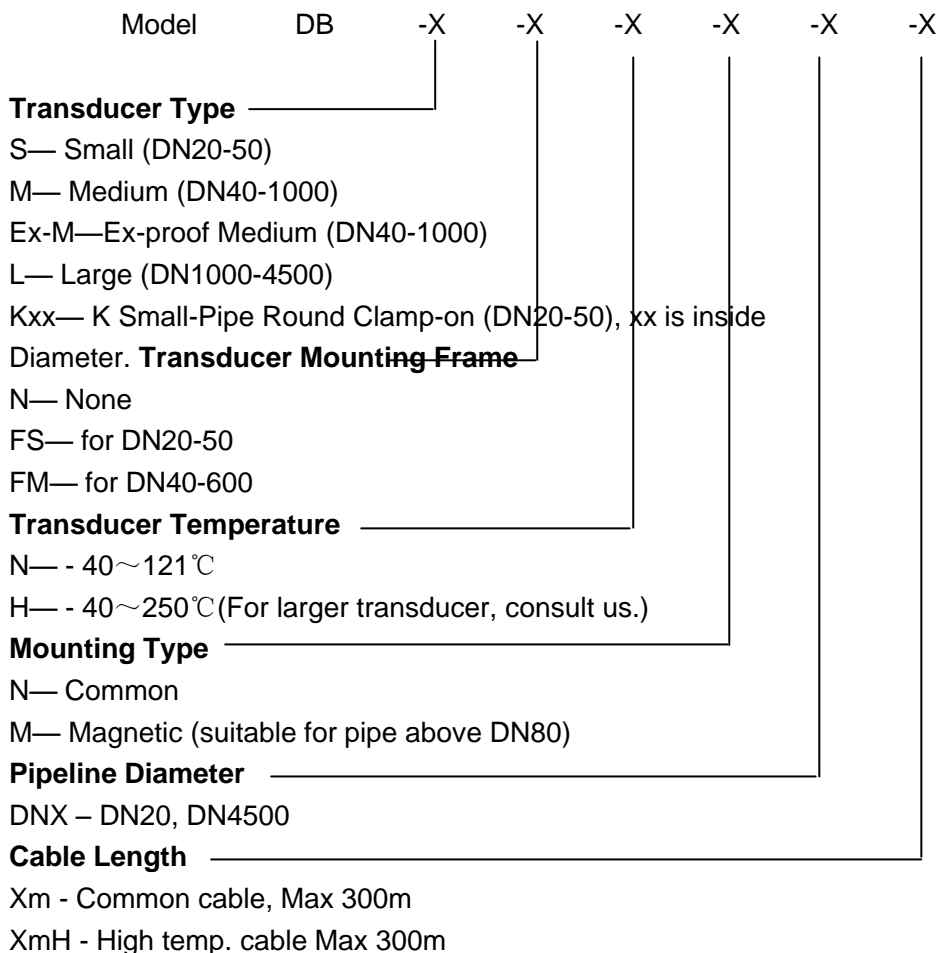 Model DB -X -X -X -X -X -X
Transducer Type
S— Small (DN20-50)
M— Medium (DN40-1000)
Ex-M—Ex-proof Medium (DN40-1000)
L— Large (DN1000-4500)
Kxx— K Small-Pipe Round Clamp-on (DN20-50), xx is inside
Diameter. Transducer Mounting Frame
N— None
FS— for DN20-50
FM— for DN40-600
Transducer Temperature
N— - 40～121℃
H— - 40～250℃(For larger transducer, consult us.)
Mounting Type
N— Common
M— Magnetic (suitable for pipe above DN80)
Pipeline Diameter
DNX – DN20, DN4500
Cable Length
Xm - Common cable, Max 300m
XmH - High temp. cable Max 300m